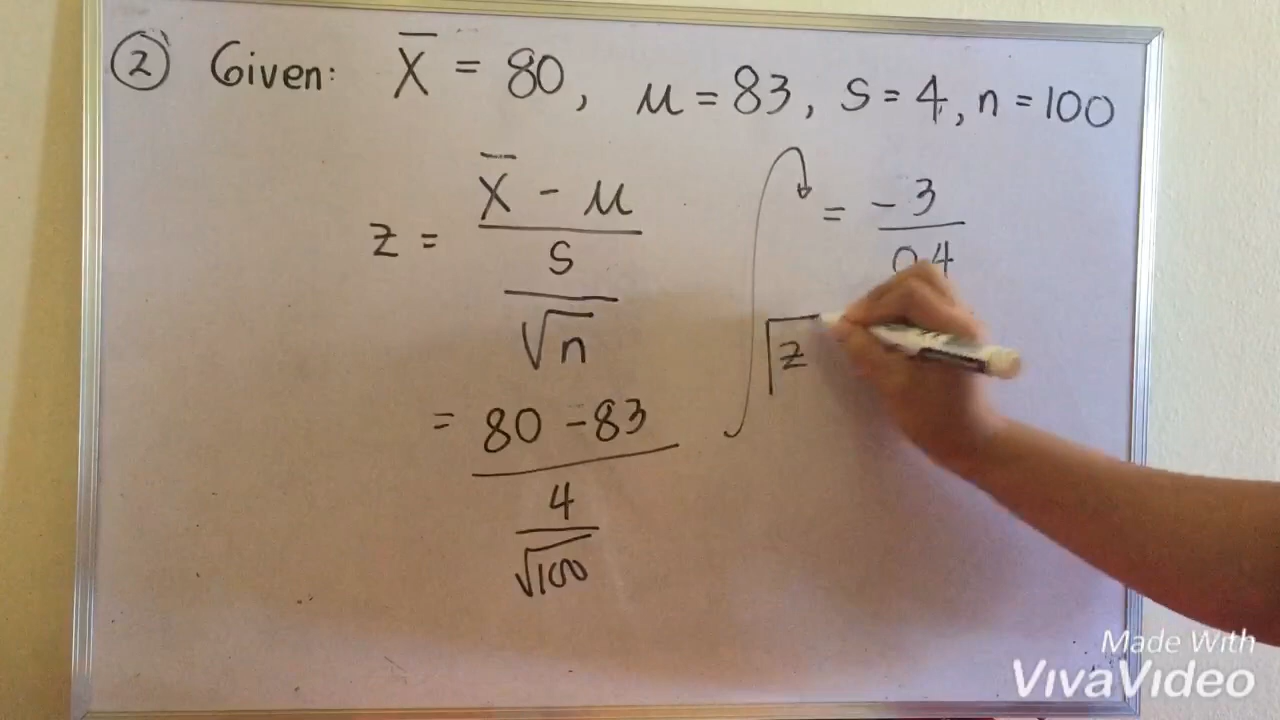 ② Given: X̄ = 80, μ = 83, S = 4, n = 100
z = (X̄ - μ) / (S / √n)
= (80 - 83) / (4 / √100)
= -3 / 0.4
z
Made With
VivaVideo